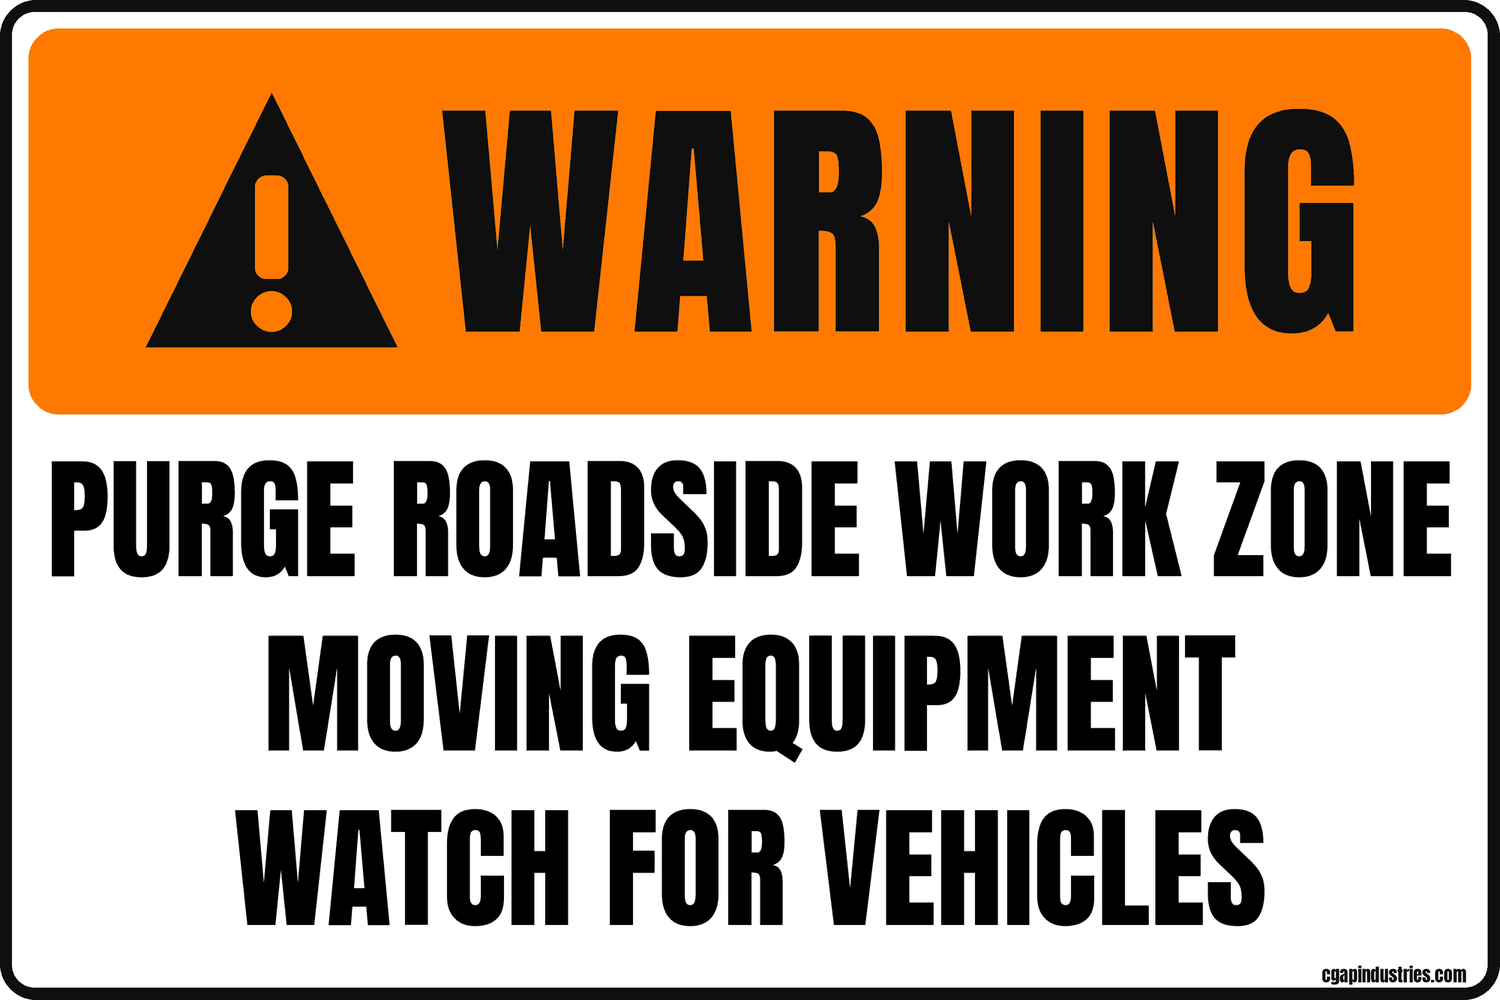 WARNING
PURGE ROADSIDE WORK ZONE
MOVING EQUIPMENT
WATCH FOR VEHICLES
cgapindustries.com